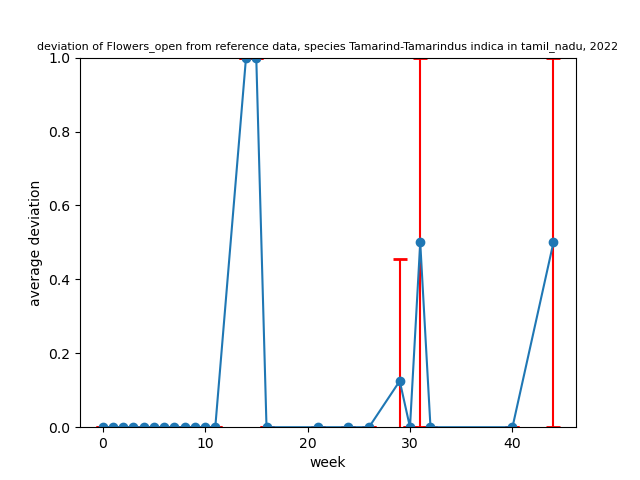 deviation of Flowers_open from reference data, species Tamarind-Tamarindus indica in tamil_nadu, 2022
1.0
0.8
0.6
0.4
0.2
0.0
average deviation
0 10 20 30 40
week